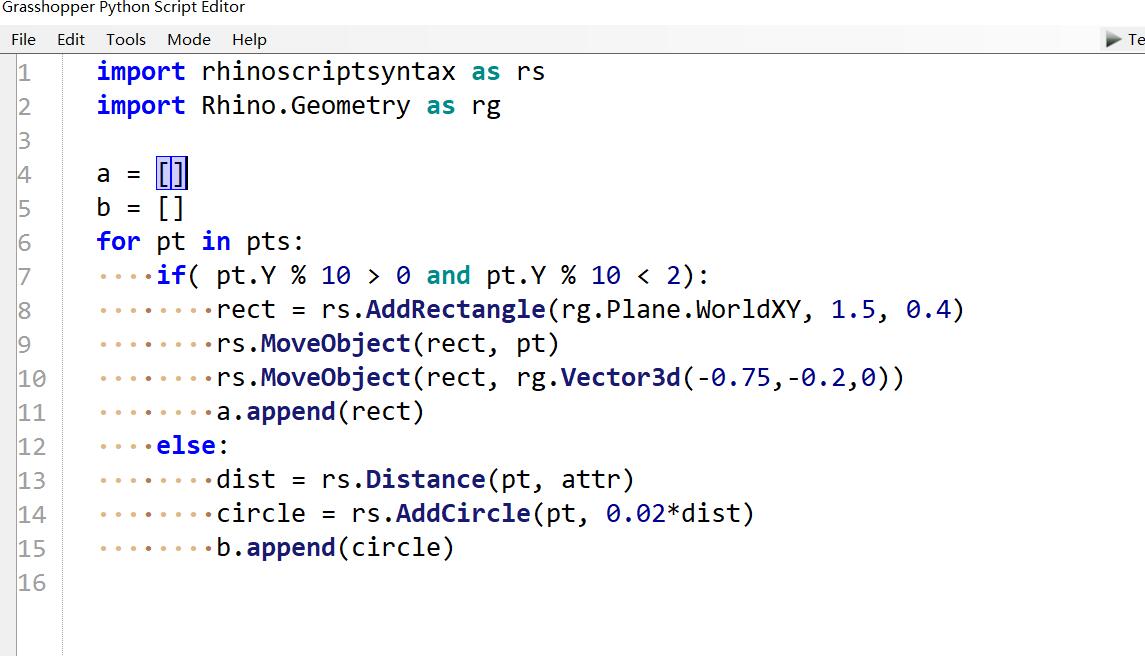 Grasshopper Python Script Editor
File Edit Tools Mode Help Te
1 import rhinoscriptsyntax as rs
2 import Rhino.Geometry as rg
3
4 a = []
5 b = []
6 for pt in pts:
7 ····if( pt.Y % 10 > 0 and pt.Y % 10 < 2):
8 ········rect = rs.AddRectangle(rg.Plane.WorldXY, 1.5, 0.4)
9 ········rs.MoveObject(rect, pt)
10 ········rs.MoveObject(rect, rg.Vector3d(-0.75,-0.2,0))
11 ········a.append(rect)
12 ····else:
13 ········dist = rs.Distance(pt, attr)
14 ········circle = rs.AddCircle(pt, 0.02*dist)
15 ········b.append(circle)
16